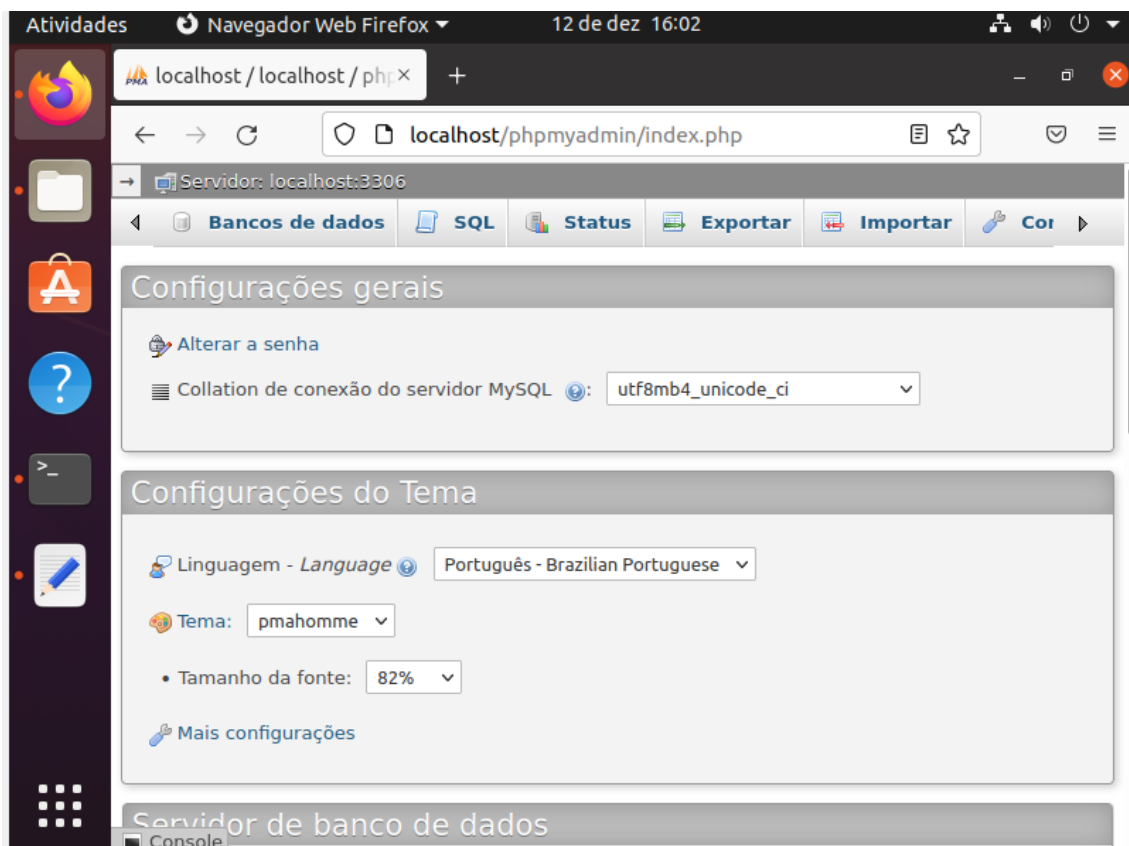 Atividades Navegador Web Firefox 12 de dez 16:02
localhost / localhost / php
localhost/phpmyadmin/index.php
Servidor: localhost:3306
Bancos de dados SQL Status Exportar Importar Cor
Configurações gerais
Alterar a senha
Collation de conexão do servidor MySQL : utf8mb4_unicode_ci
Configurações do Tema
Linguagem - Language Português - Brazilian Portuguese
Tema: pmahomme
• Tamanho da fonte: 82%
Mais configurações
Servidor de banco de dados
Console